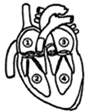 ① ③
② ④